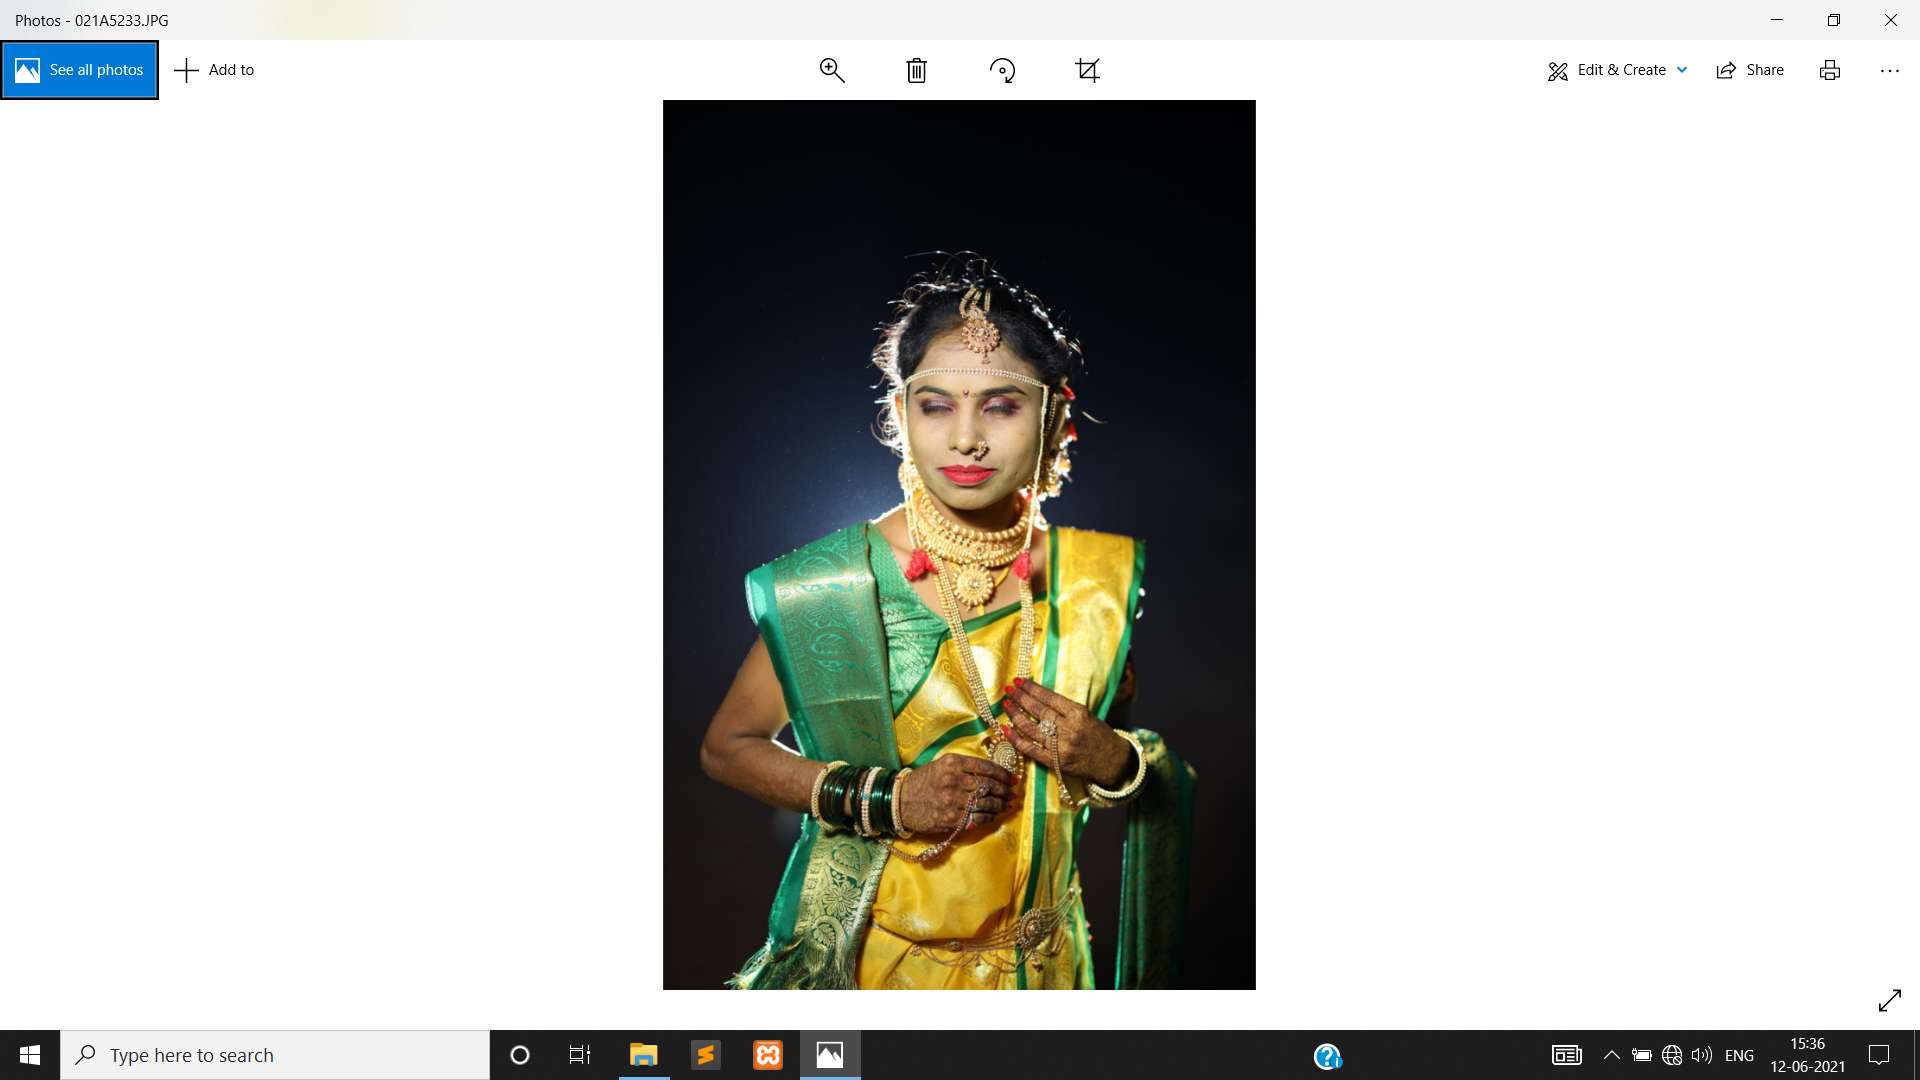 Photos - 021A5233.JPG
See all photos
Add to
Edit & Create
Share
Type here to search
ENG
15:36
12-06-2021